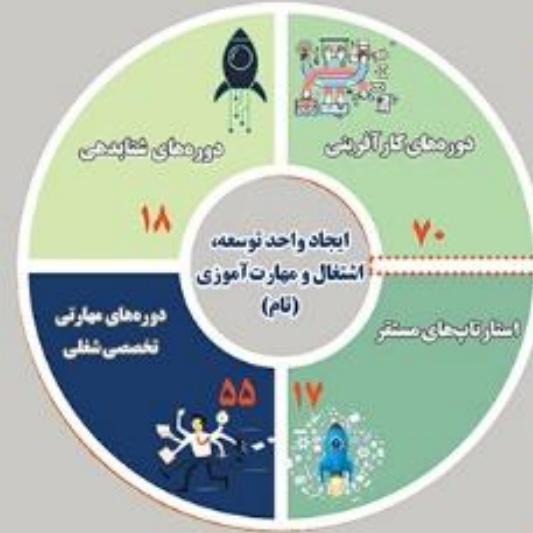 دوره‌های کارآفرینی
۷۰
دوره‌های شتابدهی
۱۸
ایجاد واحد توسعه،
اشتغال و مهارت‌آموزی
(تام)
استارتاپ‌های مستقر
۱۷
دوره‌های مهارتی
تخصصی شغلی
۵۵